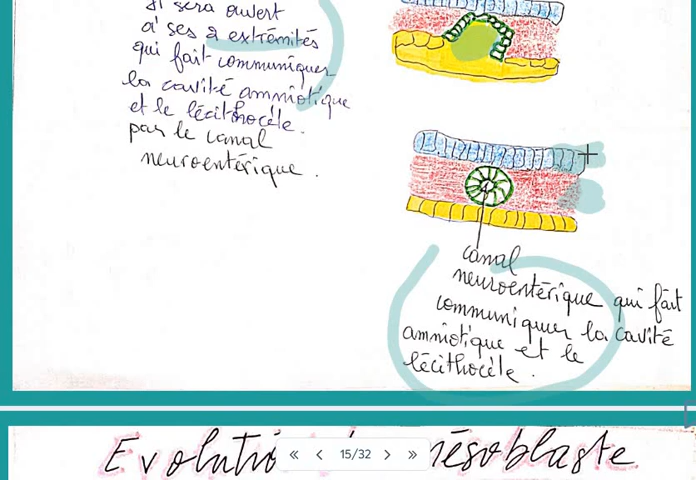 Il sera ouvert
à ses 2 extrémités
qui fait communiquer
la cavité amniotique
et le lécithocèle.
par le canal
neuroentérique.
canal
neuroentérique qui fait
communiquer la cavité
amniotique et le
lécithocèle.
Evolution mésoblaste
15/32